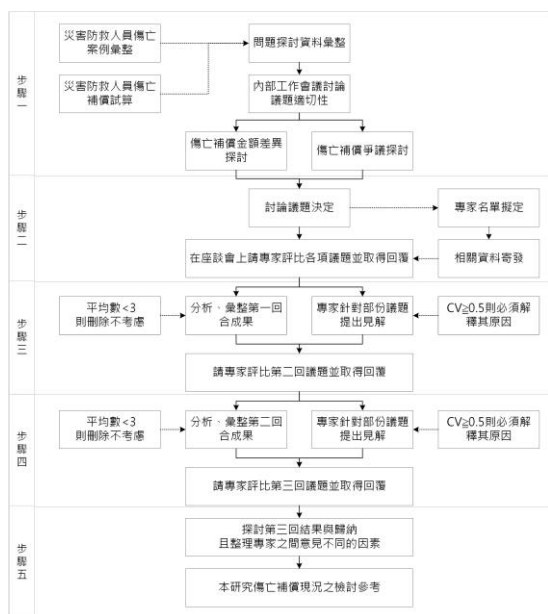 步驟一
災害防救人員傷亡
案例彙整
問題探討資料彙整
災害防救人員傷亡
補償試算
內部工作會議討論
議題適切性
傷亡補償金額差異
探討
傷亡補償爭議探討
步驟二
討論議題決定
專家名單擬定
在座談會上請專家評比各項議題並取得回覆
相關資料寄發
步驟三
平均數<3
則刪除不考慮
分析、彙整第一回
合成果
專家針對部份議題
提出見解
CV≧0.5則必須解
釋其原因
請專家評比第二回議題並取得回覆
步驟四
平均數<3
則刪除不考慮
分析、彙整第二回
合成果
專家針對部份議題
提出見解
CV≧0.5則必須解
釋其原因
請專家評比第三回議題並取得回覆
步驟五
探討第三回結果與歸納
且整理專家之間意見不同的因素
本研究傷亡補償現況之檢討參考